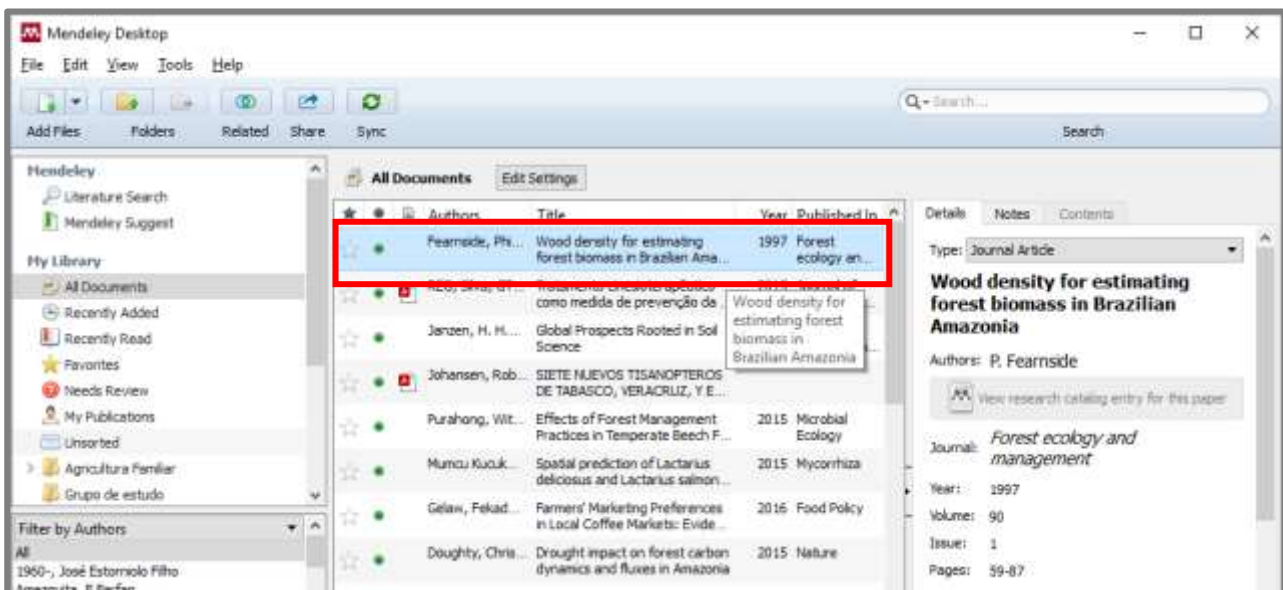 Mendeley Desktop
File Edit View Tools Help
Add Files Folders Related Share Sync
Search...
Search
Mendeley
Literature Search
Mendeley Suggest
My Library
All Documents
Recently Added
Recently Read
Favorites
Needs Review
My Publications
Unsorted
Agricultura Familiar
Grupo de estudo
Filter by Authors
All
1960-, José Estorniolo Filho
All Documents Edit Settings
Authors Title Year Published In
Fearnside, Phi... Wood density for estimating 1997 Forest
forest biomass in Brazilian Ama... ecology an...
como medida de prevenção da
Janzen, H. H.... Global Prospects Rooted in Soil
Science
Johansen, Rob... SIETE NUEVOS TISANOPTEROS
DE TABASCO, VERACRUZ, Y E...
Purahong, Wit... Effects of Forest Management 2015 Microbial
Practices in Temperate Beech F... Ecology
Mumcu Kucuk... Spatial prediction of Lactarius 2015 Mycorrhiza
deliciosus and Lactarius salmon...
Gelaw, Fekad... Farmers' Marketing Preferences 2016 Food Policy
in Local Coffee Markets: Evide...
Doughty, Chris... Drought impact on forest carbon 2015 Nature
dynamics and fluxes in Amazonia
Wood density for
estimating forest
biomass in
Brazilian Amazonia
Details Notes Contents
Type: Journal Article
Wood density for estimating
forest biomass in Brazilian
Amazonia
Authors: P. Fearnside
View research catalog entry for this paper
Journal: Forest ecology and
management
Year: 1997
Volume: 90
Issue: 1
Pages: 59-87